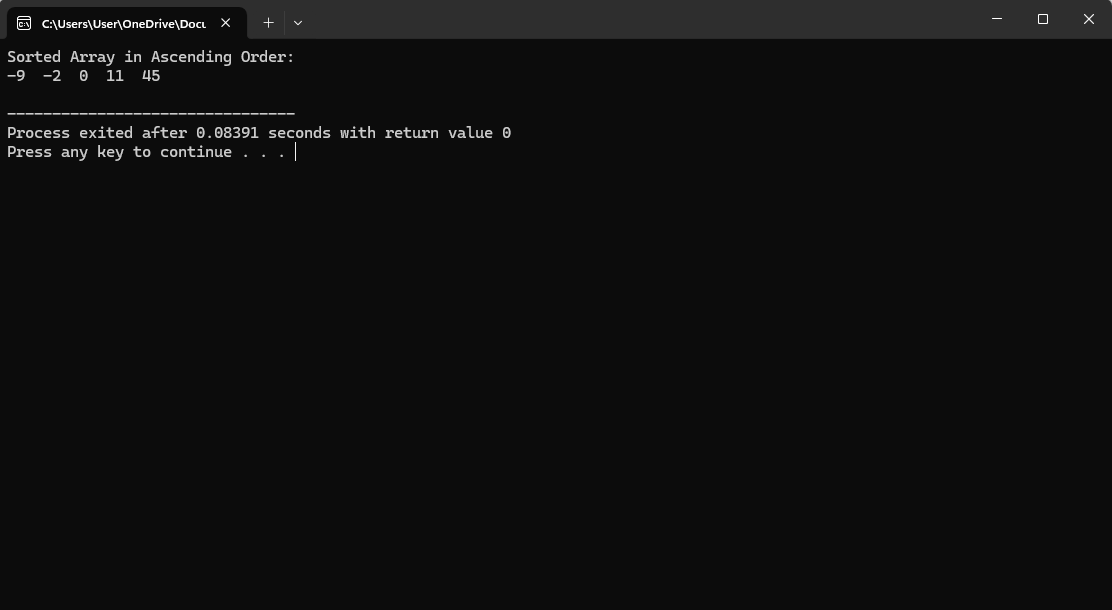 C:\Users\User\OneDrive\Docu
Sorted Array in Ascending Order:
-9  -2  0  11  45
--------------------------------
Process exited after 0.08391 seconds with return value 0
Press any key to continue . . .